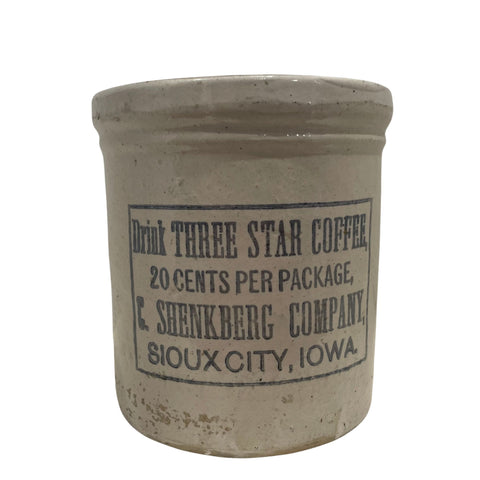 Drink THREE STAR COFFEE,
20 CENTS PER PACKAGE,
C. SHENKBERG COMPANY,
SIOUX CITY, IOWA.